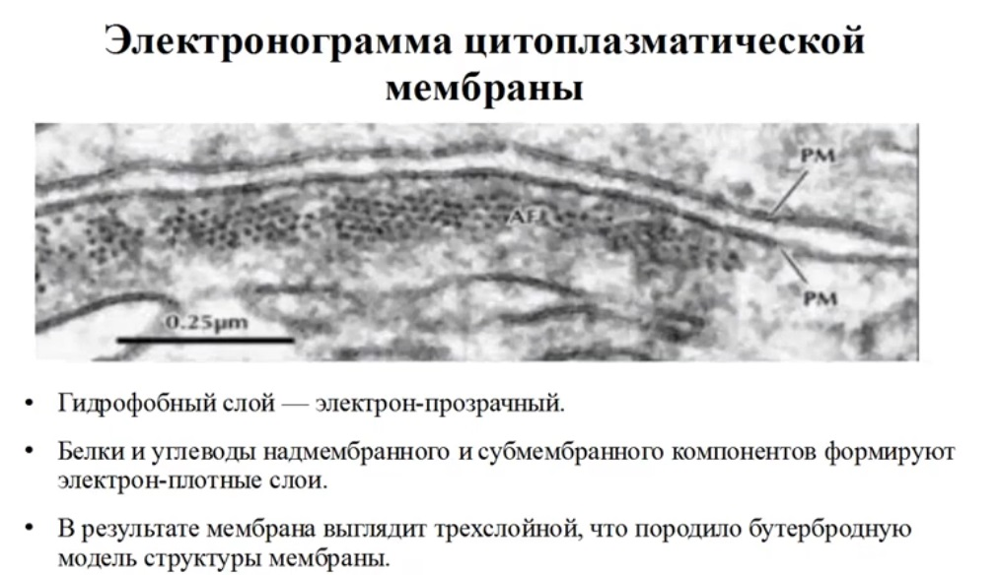 Электронограмма цитоплазматической
мембраны
PM
AF
PM
0.25µm
• Гидрофобный слой — электрон-прозрачный.
• Белки и углеводы надмембранного и субмембранного компонентов формируют
электрон-плотные слои.
• В результате мембрана выглядит трехслойной, что породило бутербродную
модель структуры мембраны.